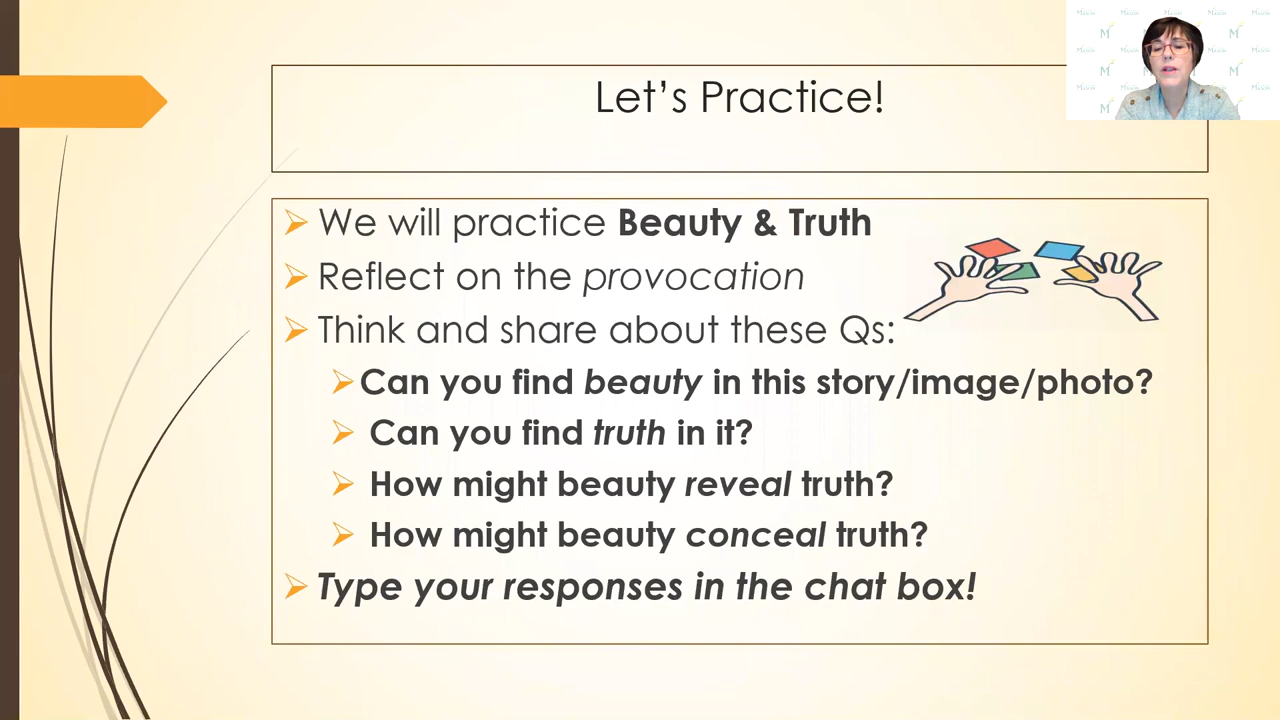 Let's Practice!
We will practice Beauty & Truth
Reflect on the provocation
Think and share about these Qs:
Can you find beauty in this story/image/photo?
Can you find truth in it?
How might beauty reveal truth?
How might beauty conceal truth?
Type your responses in the chat box!